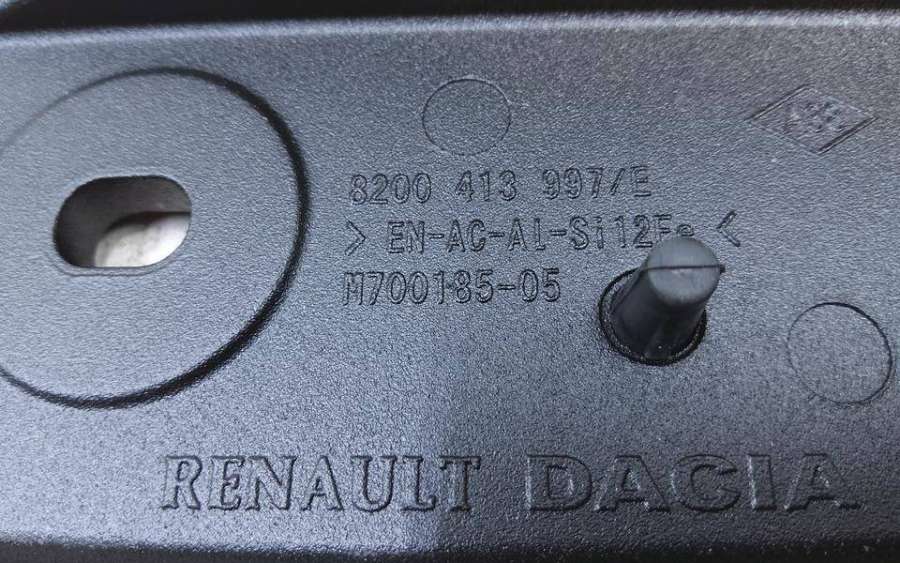 8200 413 997/E
> EN-AC-AL-Si12Fe <
M700185-05
RENAULT DACIA